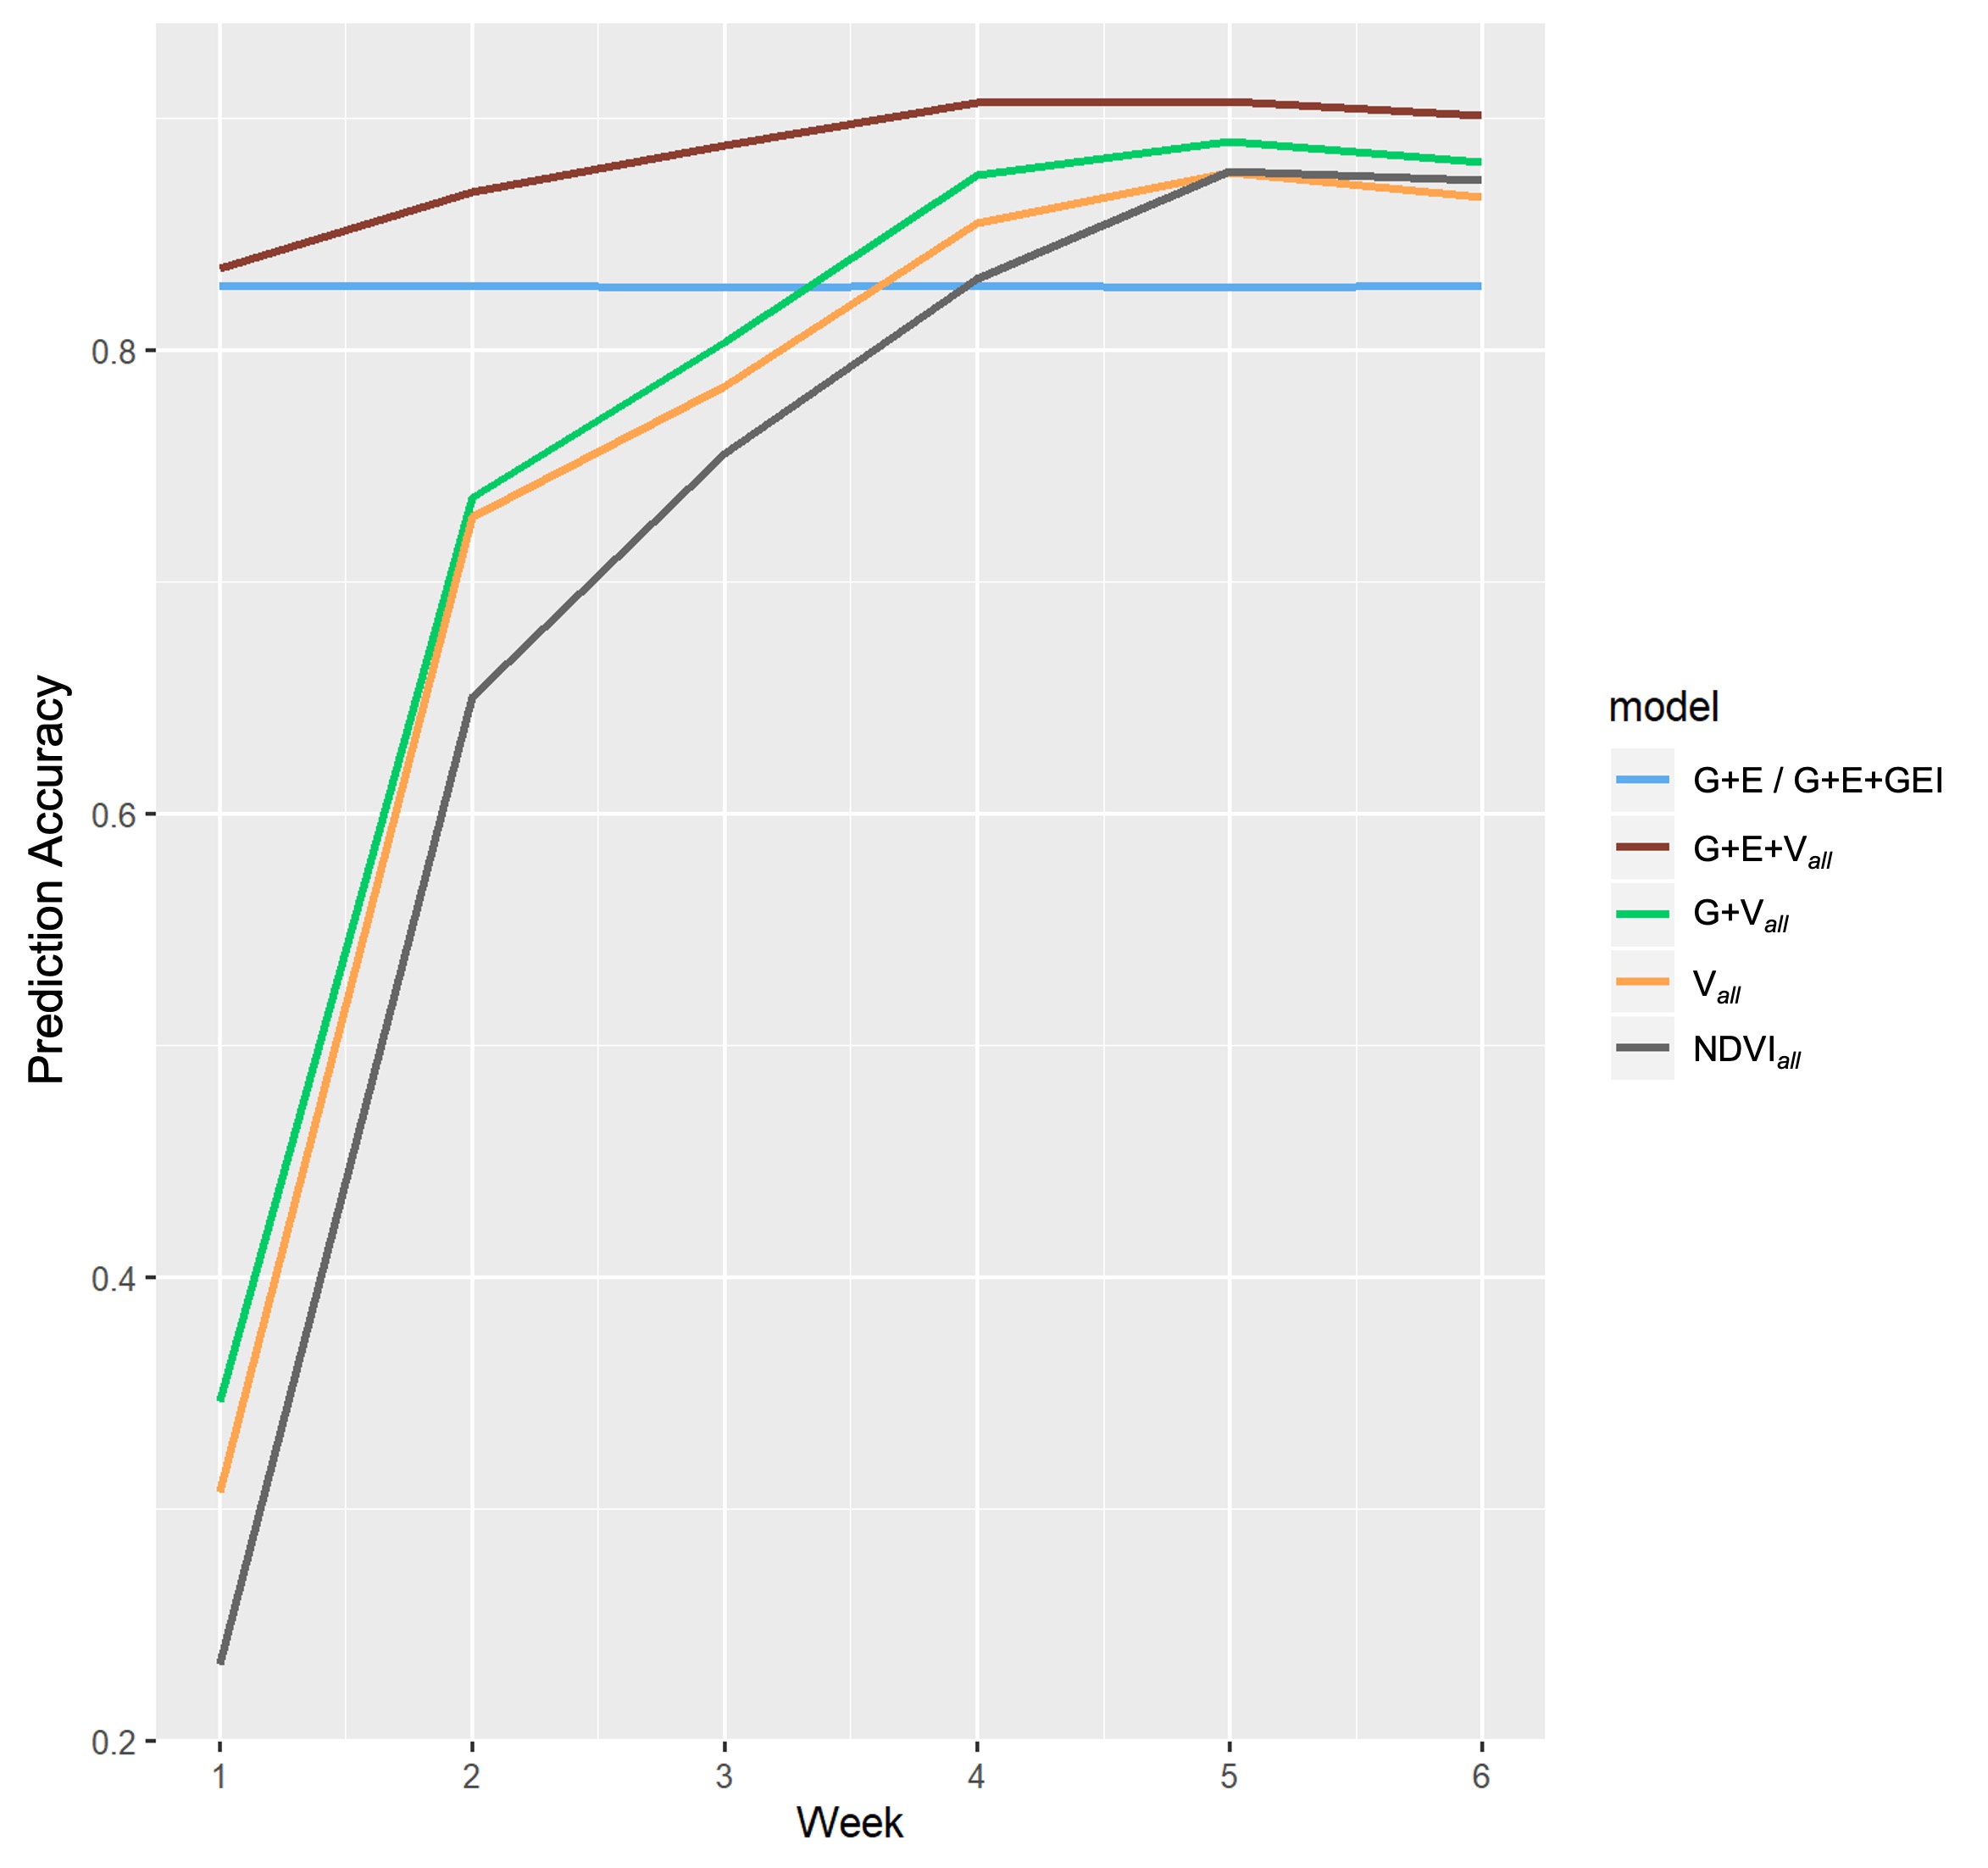 Prediction Accuracy
0.8
0.6
0.4
0.2
1 2 3 4 5 6
Week
model
G+E / G+E+GEI
G+E+Vall
G+Vall
Vall
NDVIall